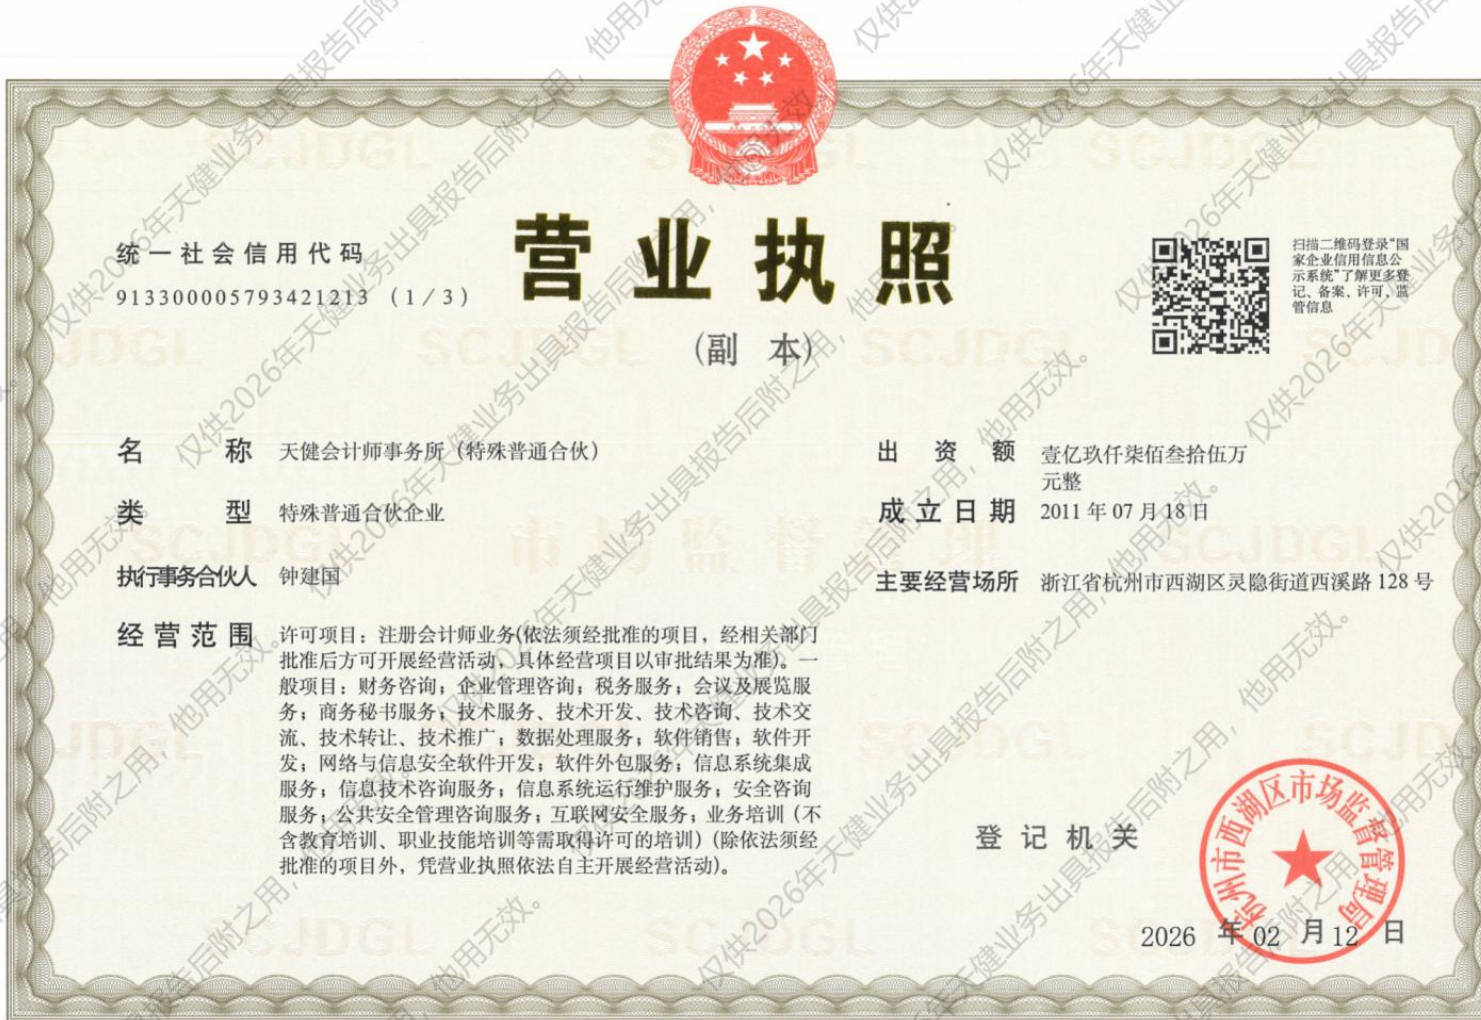 营业执照
(副 本)
统一社会信用代码
913300005793421213 (1/3)
扫描二维码登录“国
家企业信用信息公
示系统”了解更多登
记、备案、许可、监
管信息
名 称 天健会计师事务所（特殊普通合伙）
类 型 特殊普通合伙企业
执行事务合伙人 钟建国
经营范围 许可项目：注册会计师业务(依法须经批准的项目，经相关部门
批准后方可开展经营活动，具体经营项目以审批结果为准)。一
般项目：财务咨询；企业管理咨询；税务服务；会议及展览服
务；商务秘书服务；技术服务、技术开发、技术咨询、技术交
流、技术转让、技术推广；数据处理服务；软件销售；软件开
发；网络与信息安全软件开发；软件外包服务；信息系统集成
服务；信息技术咨询服务；信息系统运行维护服务；安全咨询
服务；公共安全管理咨询服务；互联网安全服务；业务培训（不
含教育培训、职业技能培训等需取得许可的培训）(除依法须经
批准的项目外，凭营业执照依法自主开展经营活动)。
出 资 额 壹亿玖仟柒佰叁拾伍万
元整
成立日期 2011 年 07 月 18 日
主要经营场所 浙江省杭州市西湖区灵隐街道西溪路 128 号
登记机关
杭州市西湖区市场监督管理局
2026 年 02 月 12 日
仅供2026年天健业务出具报告后附之用，他用无效。
SCJDGL